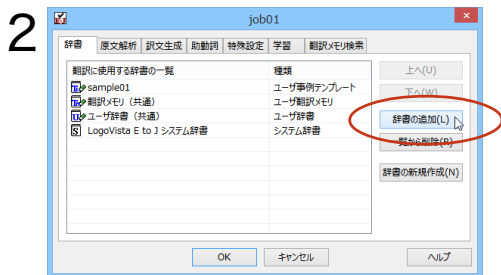 2
job01
辞書 原文解析 訳文生成 助動詞 特殊設定 学習 翻訳メモリ検索
翻訳に使用する辞書の一覧 種類
sample01 ユーザ事例テンプレート
翻訳メモリ（共通） ユーザ翻訳メモリ
ユーザ辞書（共通） ユーザ辞書
S LogoVista E to J システム辞書 システム辞書
上へ(U)
下へ(W)
辞書の追加(L)
一覧から削除(R)
辞書の新規作成(N)
OK キャンセル ヘルプ